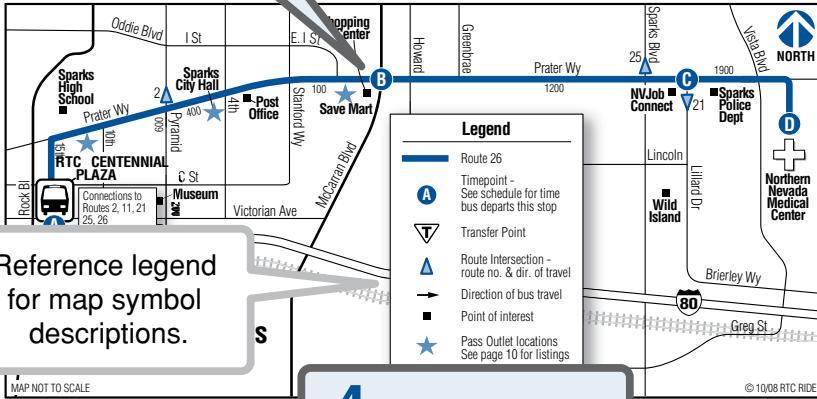 Oddie Blvd
I St
E. I St
hopping
enter
Howard
Greenbrae
Sparks Blvd
Vista Blvd
NORTH
Sparks
High
School
Sparks
City Hall
2
4th
400
Post
Office
Stanford Wy
100
Save Mart
B
Prater Wy
1200
25
C
1900
NVJob
Connect
21
Sparks
Police
Dept
D
Prater Wy
10th
15th
600
Pyramid
RTC CENTENNIAL
PLAZA
C St
Rock Bl
Connections to
Routes 2, 11, 21
25, 26
A
Museum
Victorian Ave
McCarran Blvd
Lincoln
Lillard Dr
Wild
Island
Northern
Nevada
Medical
Center
Brierley Wy
80
Greg St
Legend
Route 26
A Timepoint -
See schedule for time
bus departs this stop
T Transfer Point
Route Intersection -
route no. & dir. of travel
Direction of bus travel
Point of interest
Pass Outlet locations
See page 10 for listings
Reference legend
for map symbol
descriptions.
S
4
MAP NOT TO SCALE
© 10/08 RTC RIDE